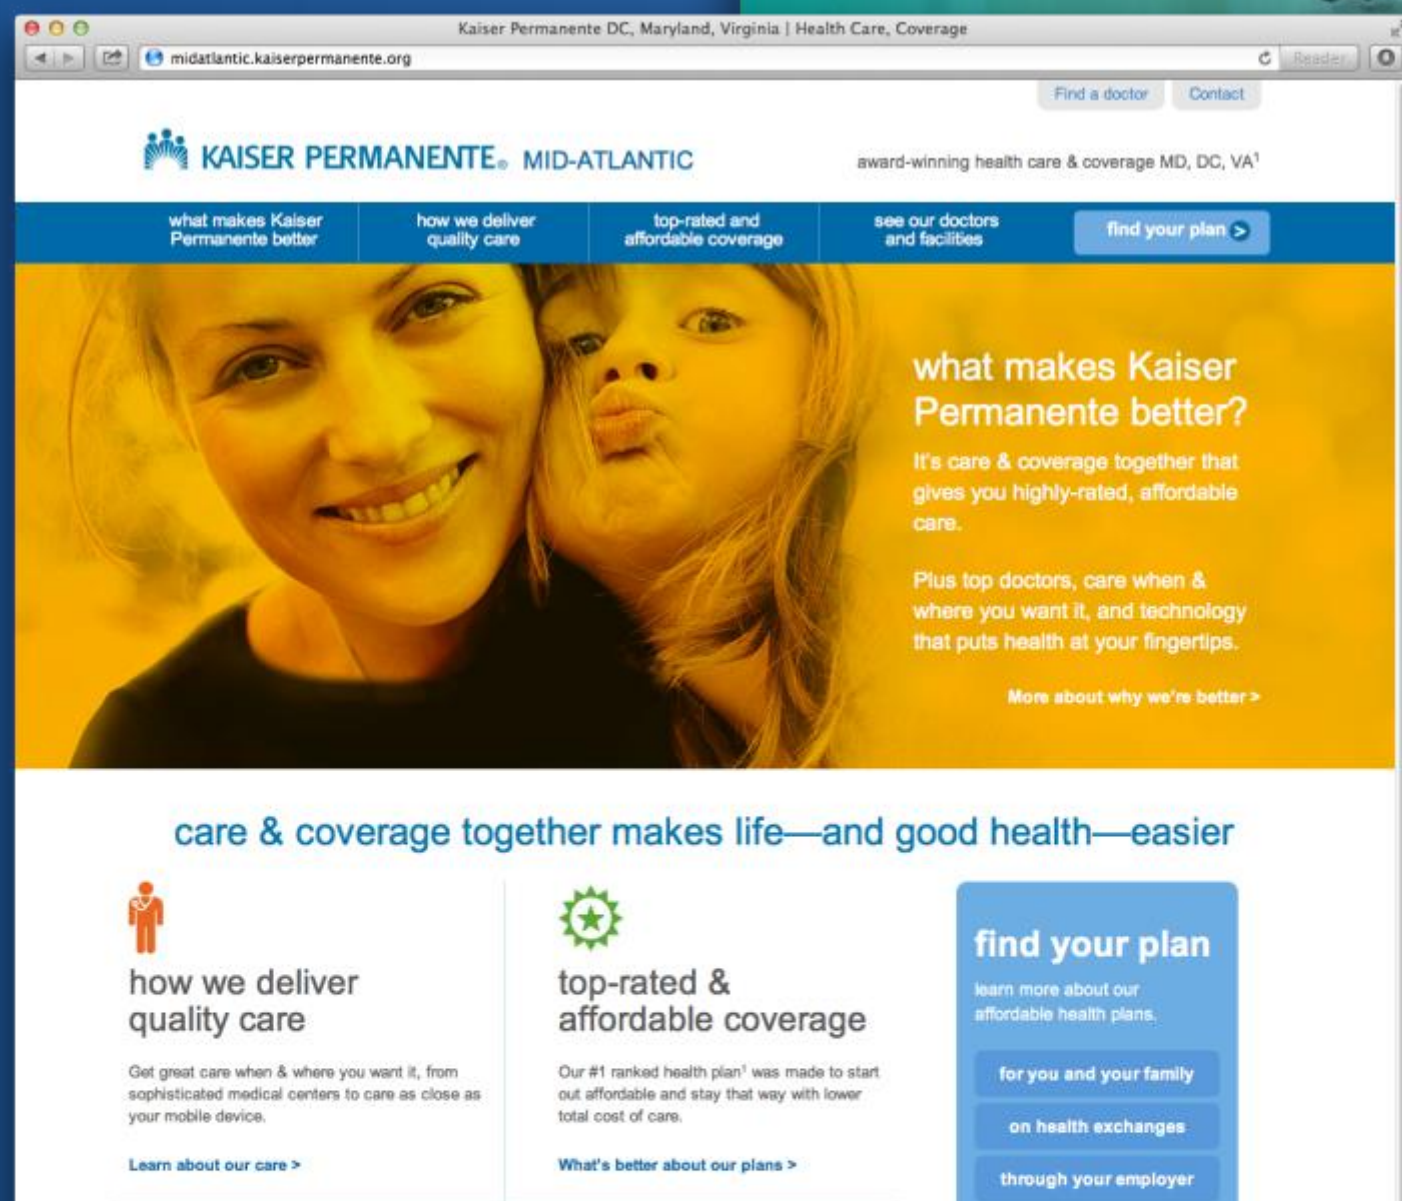 Kaiser Permanente DC, Maryland, Virginia | Health Care, Coverage
midatlantic.kaiserpermanente.org
Reader
Find a doctor
Contact
KAISER PERMANENTE® MID-ATLANTIC
award-winning health care & coverage MD, DC, VA¹
what makes Kaiser
Permanente better
how we deliver
quality care
top-rated and
affordable coverage
see our doctors
and facilities
find your plan >
what makes Kaiser
Permanente better?
It's care & coverage together that
gives you highly-rated, affordable
care.
Plus top doctors, care when &
where you want it, and technology
that puts health at your fingertips.
More about why we're better >
care & coverage together makes life—and good health—easier
how we deliver
quality care
Get great care when & where you want it, from
sophisticated medical centers to care as close as
your mobile device.
Learn about our care >
top-rated &
affordable coverage
Our #1 ranked health plan¹ was made to start
out affordable and stay that way with lower
total cost of care.
What's better about our plans >
find your plan
learn more about our
affordable health plans.
for you and your family
on health exchanges
through your employer